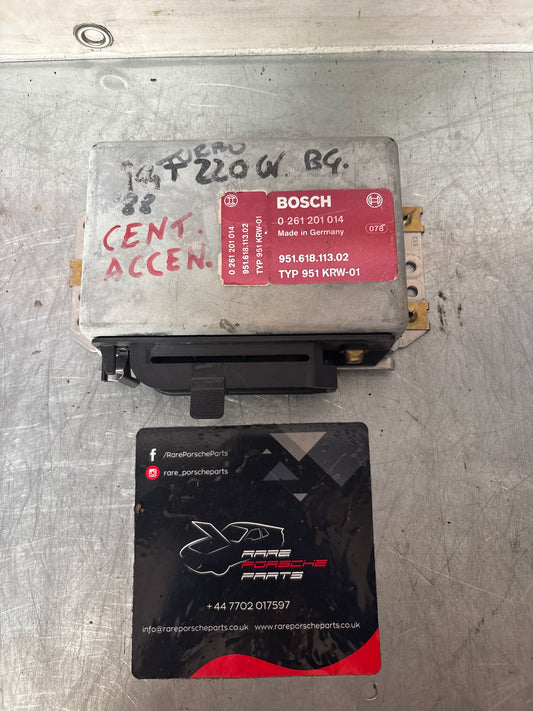 TURBO
944 220 W. BG.
88
CENT.
ACCEN.
0 261 201 014
951.618.113.02
TYP 951 KRW-01
BOSCH
0 261 201 014
Made in Germany
078
951.618.113.02
TYP 951 KRW-01
f /RarePorscheParts
rare_porscheparts
RARE
PORSCHE
PARTS
+44 7702 017597
info@rareporscheparts.co.uk www.rareporscheparts.co.uk